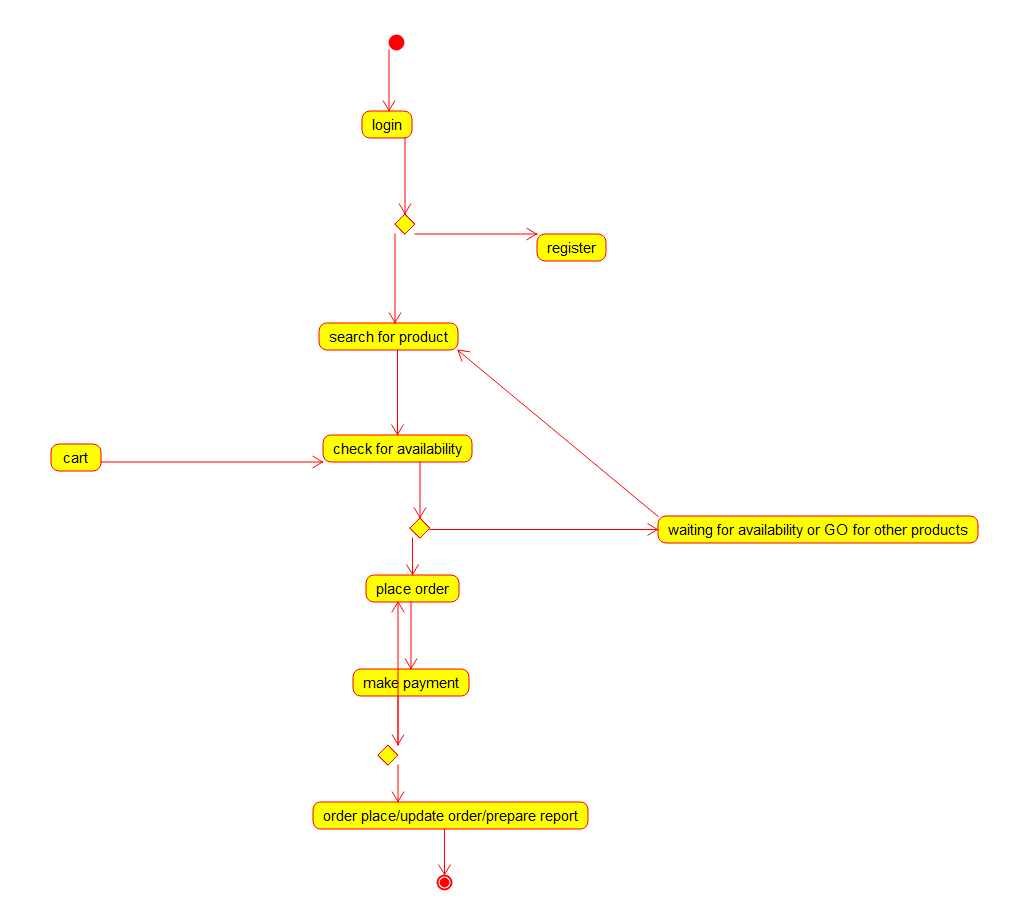 login
register
search for product
check for availability
cart
waiting for availability or GO for other products
place order
make payment
order place/update order/prepare report